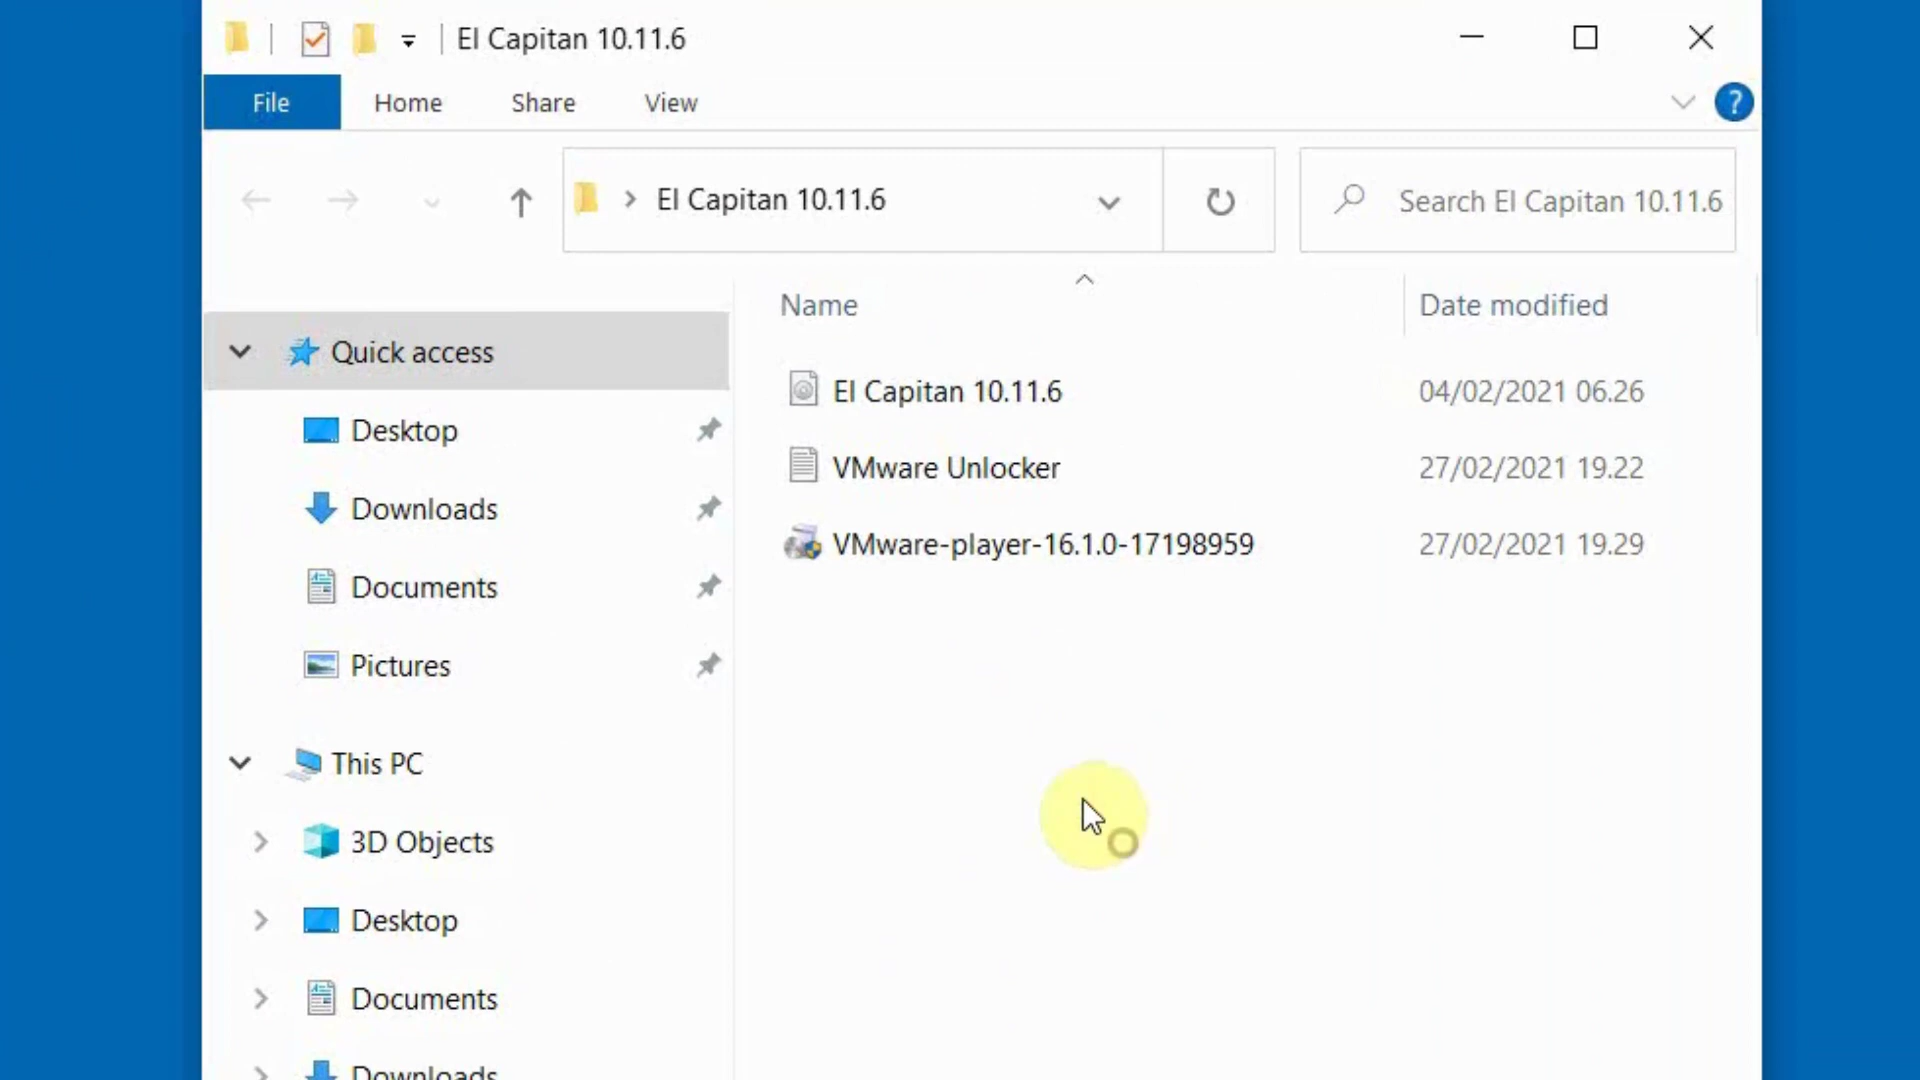 El Capitan 10.11.6
File Home Share View ?
El Capitan 10.11.6 Search El Capitan 10.11.6
Name Date modified
Quick access
Desktop
Downloads
Documents
Pictures
This PC
3D Objects
Desktop
Documents
Downloads
El Capitan 10.11.6 04/02/2021 06.26
VMware Unlocker 27/02/2021 19.22
VMware-player-16.1.0-17198959 27/02/2021 19.29